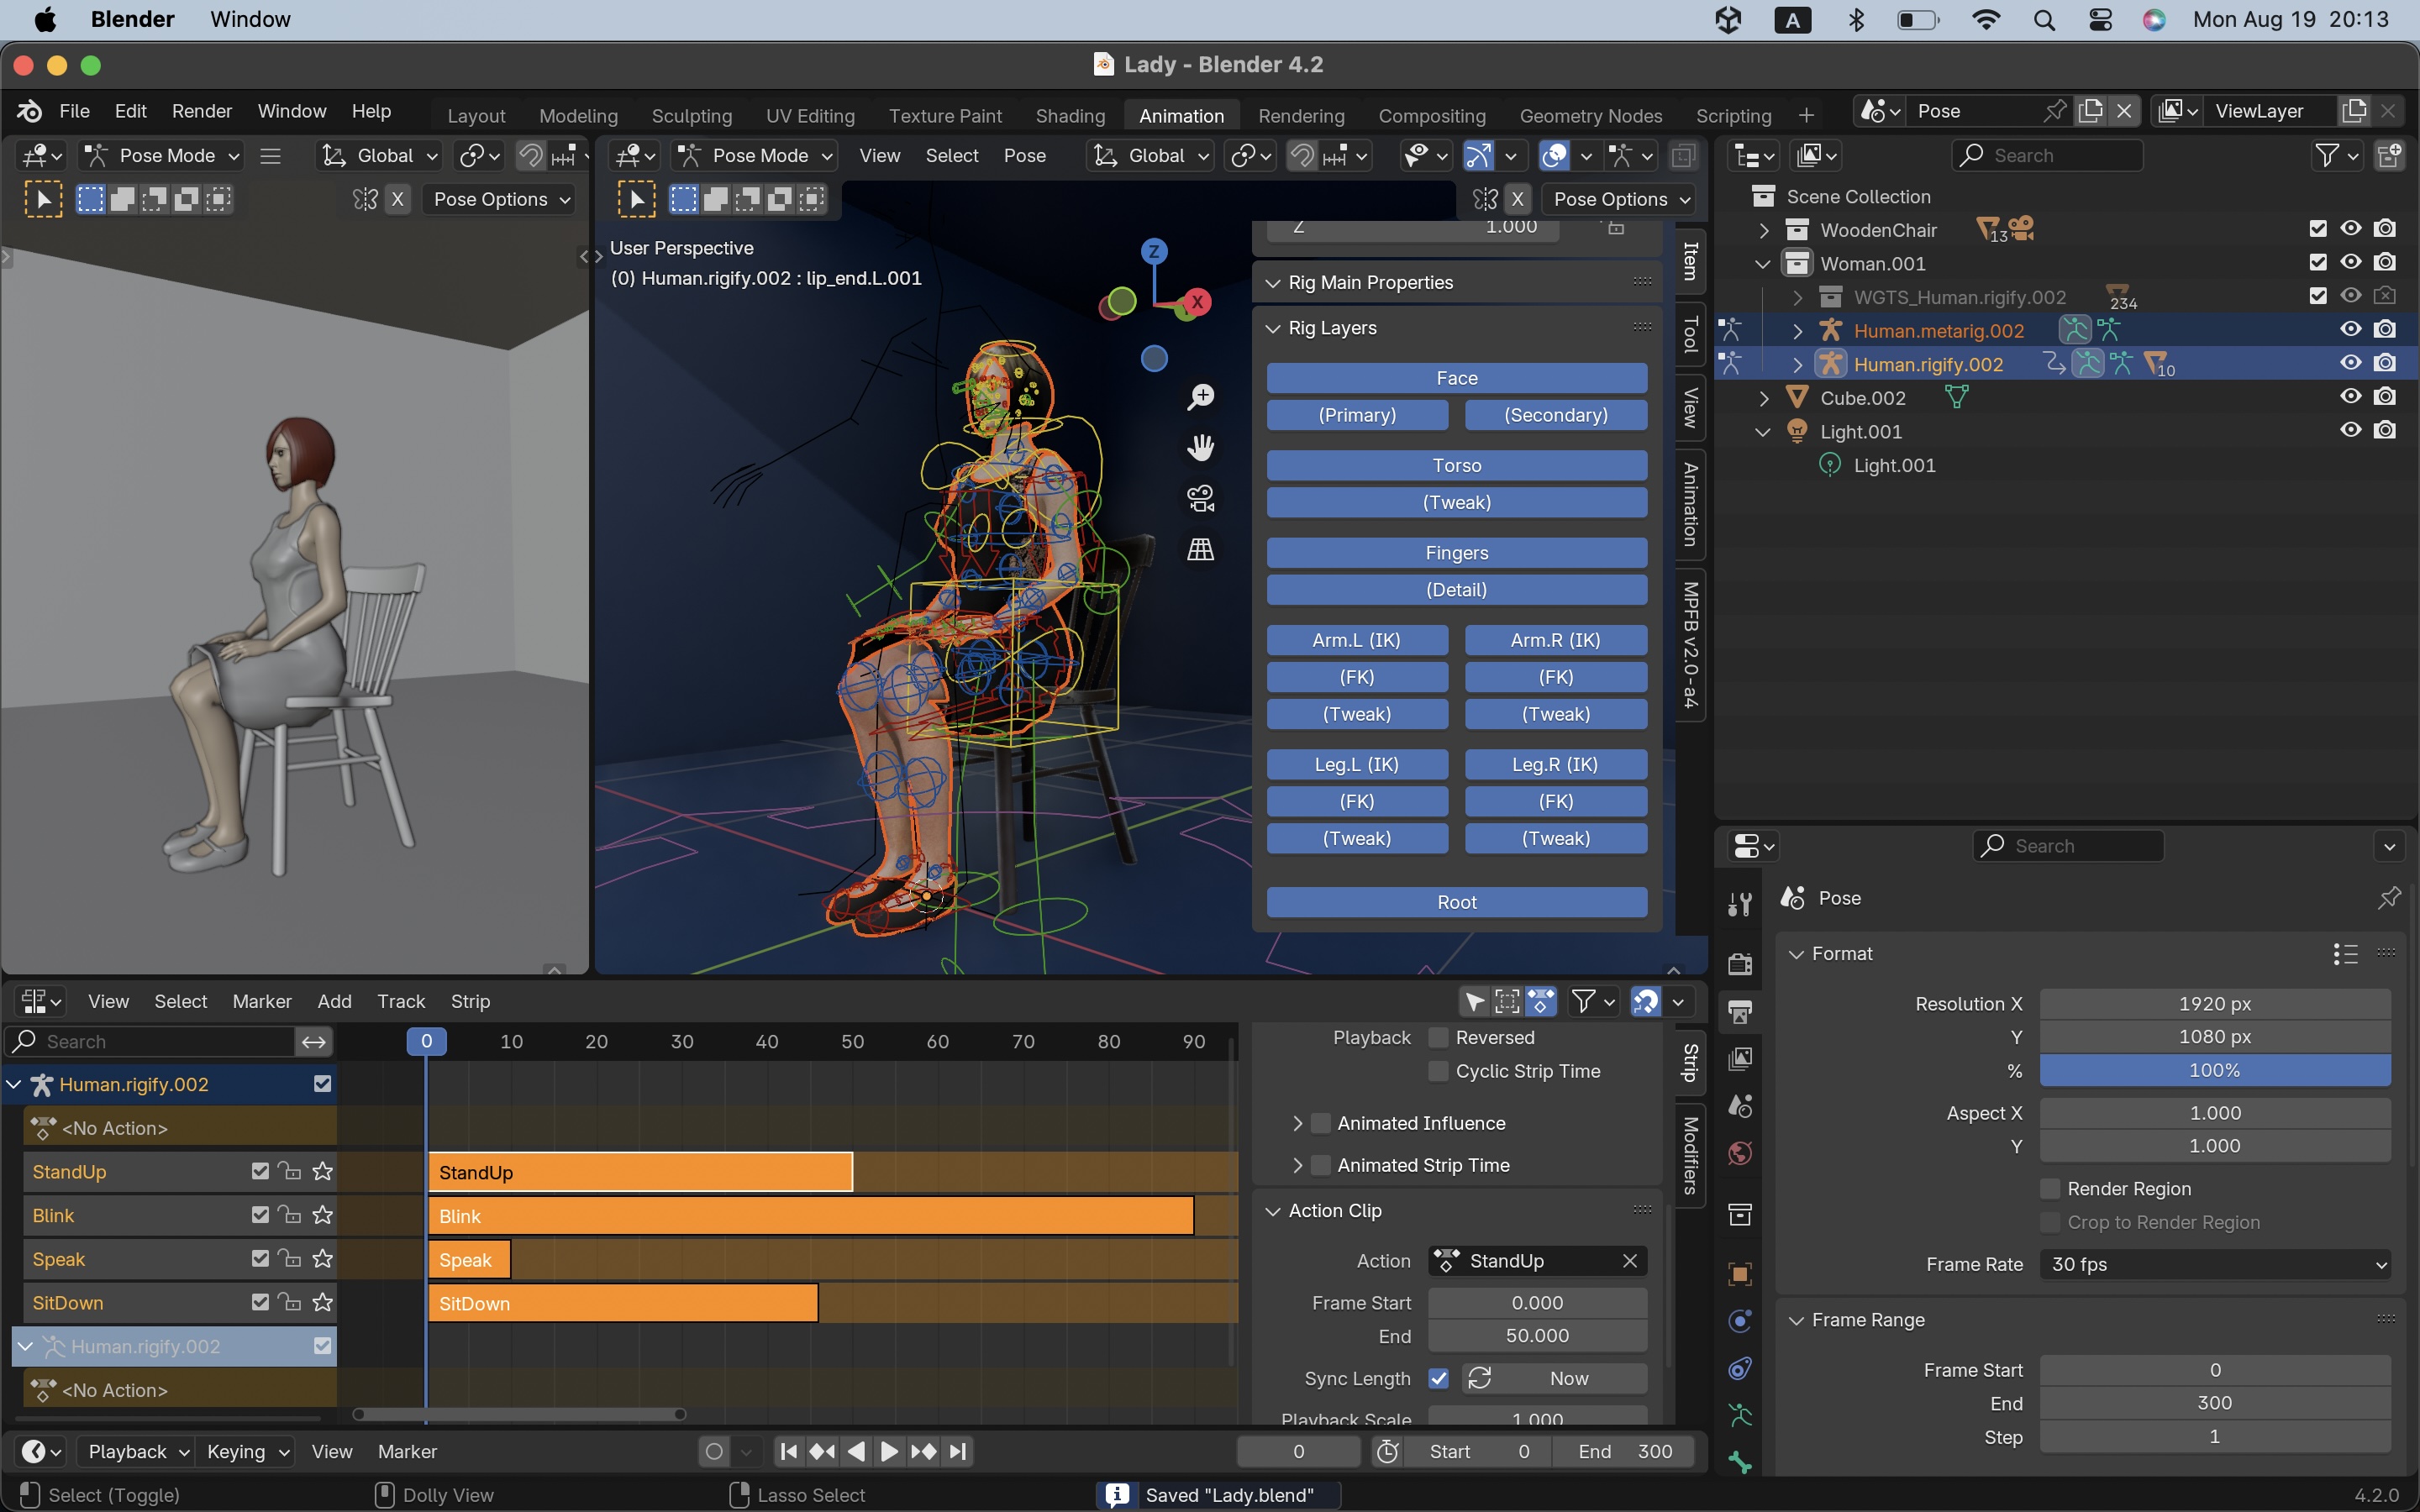 Blender Window A Mon Aug 19 20:13
Lady - Blender 4.2
File Edit Render Window Help Layout Modeling Sculpting UV Editing Texture Paint Shading Animation Rendering Compositing Geometry Nodes Scripting + Pose ViewLayer
Pose Mode Global Pose Mode View Select Pose Global Search
X Pose Options X Pose Options
User Perspective
(0) Human.rigify.002 : lip_end.L.001
Z
X
Z 1.000
Rig Main Properties
Rig Layers
Face
(Primary) (Secondary)
Torso
(Tweak)
Fingers
(Detail)
Arm.L (IK) Arm.R (IK)
(FK) (FK)
(Tweak) (Tweak)
Leg.L (IK) Leg.R (IK)
(FK) (FK)
(Tweak) (Tweak)
Root
Item
Tool
View
Animation
MPFB v2.0-a4
Scene Collection
WoodenChair 13
Woman.001
WGTS_Human.rigify.002 234
Human.metarig.002
Human.rigify.002 10
Cube.002
Light.001
Light.001
Search
Pose
Format
Resolution X 1920 px
Y 1080 px
% 100%
Aspect X 1.000
Y 1.000
Render Region
Crop to Render Region
Frame Rate 30 fps
Frame Range
Frame Start 0
End 300
Step 1
View Select Marker Add Track Strip
Search 0 10 20 30 40 50 60 70 80 90
Human.rigify.002
<No Action>
StandUp StandUp
Blink Blink
Speak Speak
SitDown SitDown
Human.rigify.002
<No Action>
Playback Reversed
Cyclic Strip Time
Animated Influence
Animated Strip Time
Action Clip
Action StandUp
Frame Start 0.000
End 50.000
Sync Length Now
Playback Scale 1.000
Strip
Modifiers
Playback Keying View Marker 0 Start 0 End 300
Select (Toggle) Dolly View Lasso Select Saved "Lady.blend" 4.2.0